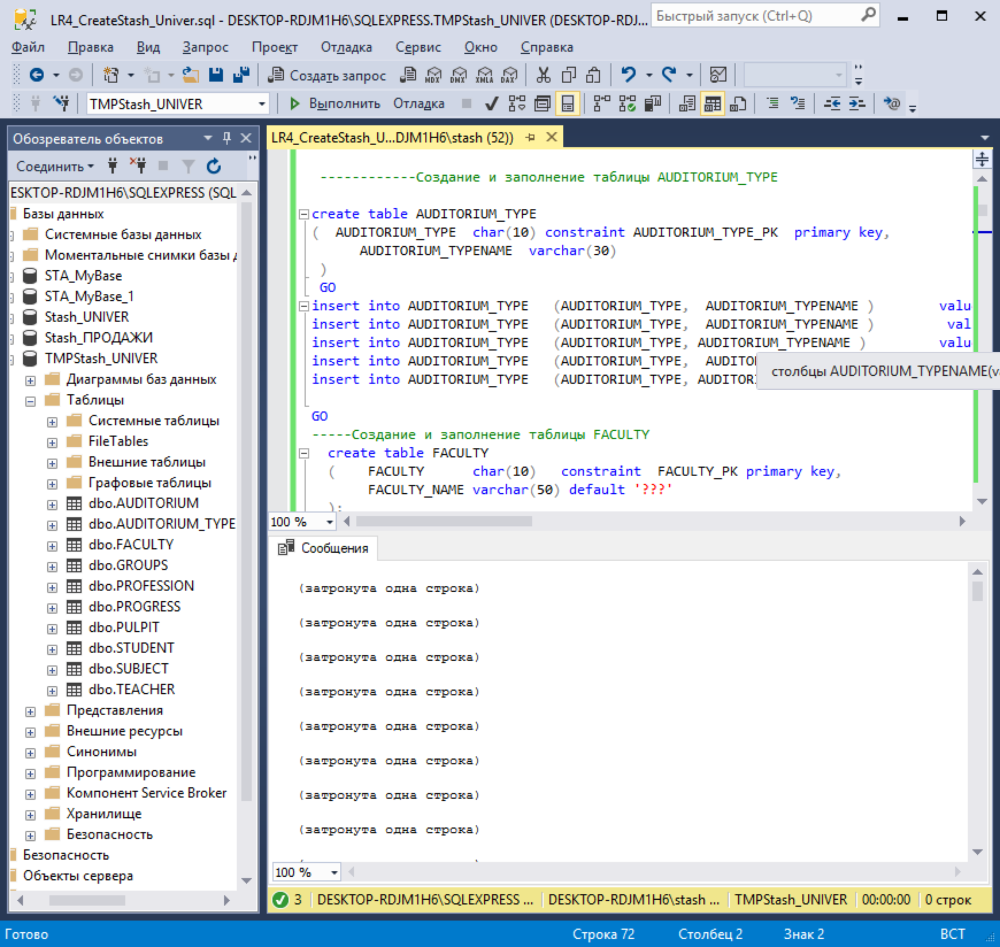 LR4_CreateStash_Univer.sql - DESKTOP-RDJM1H6\SQLEXPRESS.TMPStash_UNIVER (DESKTOP-RDJ... Быстрый запуск (Ctrl+Q)
Файл Правка Вид Запрос Проект Отладка Сервис Окно Справка
Создать запрос MDX DMX XMLA DAX
TMPStash_UNIVER Выполнить Отладка
Обозреватель объектов
Соединить
ESKTOP-RDJM1H6\SQLEXPRESS (SQL
Базы данных
Системные базы данных
Моментальные снимки базы д
STA_MyBase
STA_MyBase_1
Stash_UNIVER
Stash_ПРОДАЖИ
TMPStash_UNIVER
Диаграммы баз данных
Таблицы
Системные таблицы
FileTables
Внешние таблицы
Графовые таблицы
dbo.AUDITORIUM
dbo.AUDITORIUM_TYPE
dbo.FACULTY
dbo.GROUPS
dbo.PROFESSION
dbo.PROGRESS
dbo.PULPIT
dbo.STUDENT
dbo.SUBJECT
dbo.TEACHER
Представления
Внешние ресурсы
Синонимы
Программирование
Компонент Service Broker
Хранилище
Безопасность
Безопасность
Объекты сервера
LR4_CreateStash_U...DJM1H6\stash (52))
------------Создание и заполнение таблицы AUDITORIUM_TYPE
create table AUDITORIUM_TYPE
( AUDITORIUM_TYPE char(10) constraint AUDITORIUM_TYPE_PK primary key,
AUDITORIUM_TYPENAME varchar(30)
)
GO
insert into AUDITORIUM_TYPE (AUDITORIUM_TYPE, AUDITORIUM_TYPENAME ) valu
insert into AUDITORIUM_TYPE (AUDITORIUM_TYPE, AUDITORIUM_TYPENAME ) val
insert into AUDITORIUM_TYPE (AUDITORIUM_TYPE, AUDITORIUM_TYPENAME ) valu
insert into AUDITORIUM_TYPE (AUDITORIUM_TYPE, AUDITO
insert into AUDITORIUM_TYPE (AUDITORIUM_TYPE, AUDITOR
столбцы AUDITORIUM_TYPENAME(va
GO
-----Создание и заполнение таблицы FACULTY
create table FACULTY
( FACULTY char(10) constraint FACULTY_PK primary key,
FACULTY_NAME varchar(50) default '???'
);
100 %
Сообщения
(затронута одна строка)
(затронута одна строка)
(затронута одна строка)
(затронута одна строка)
(затронута одна строка)
(затронута одна строка)
(затронута одна строка)
(затронута одна строка)
100 %
3 DESKTOP-RDJM1H6\SQLEXPRESS ... DESKTOP-RDJM1H6\stash ... TMPStash_UNIVER 00:00:00 0 строк
Готово Строка 72 Столбец 2 Знак 2 ВСТ